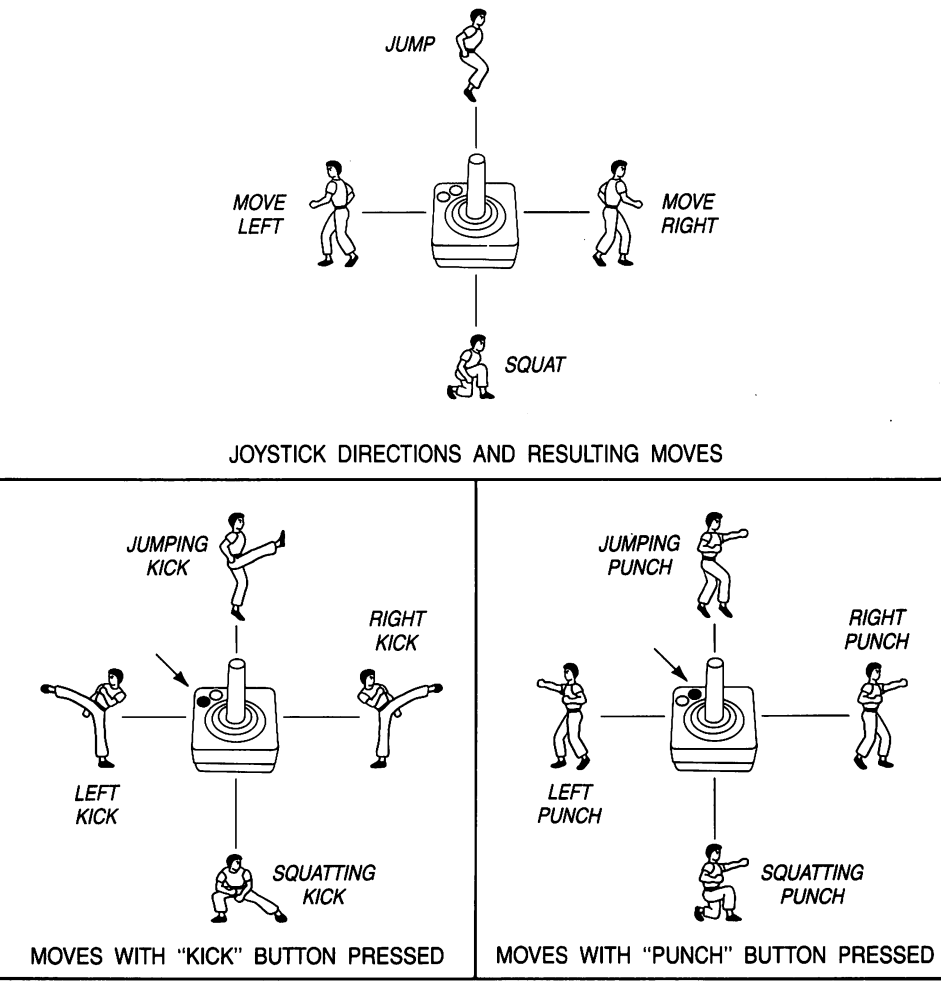 JUMP
MOVE
LEFT
MOVE
RIGHT
SQUAT
JOYSTICK DIRECTIONS AND RESULTING MOVES
JUMPING
KICK
RIGHT
KICK
LEFT
KICK
SQUATTING
KICK
MOVES WITH “KICK” BUTTON PRESSED
JUMPING
PUNCH
RIGHT
PUNCH
LEFT
PUNCH
SQUATTING
PUNCH
MOVES WITH “PUNCH” BUTTON PRESSED